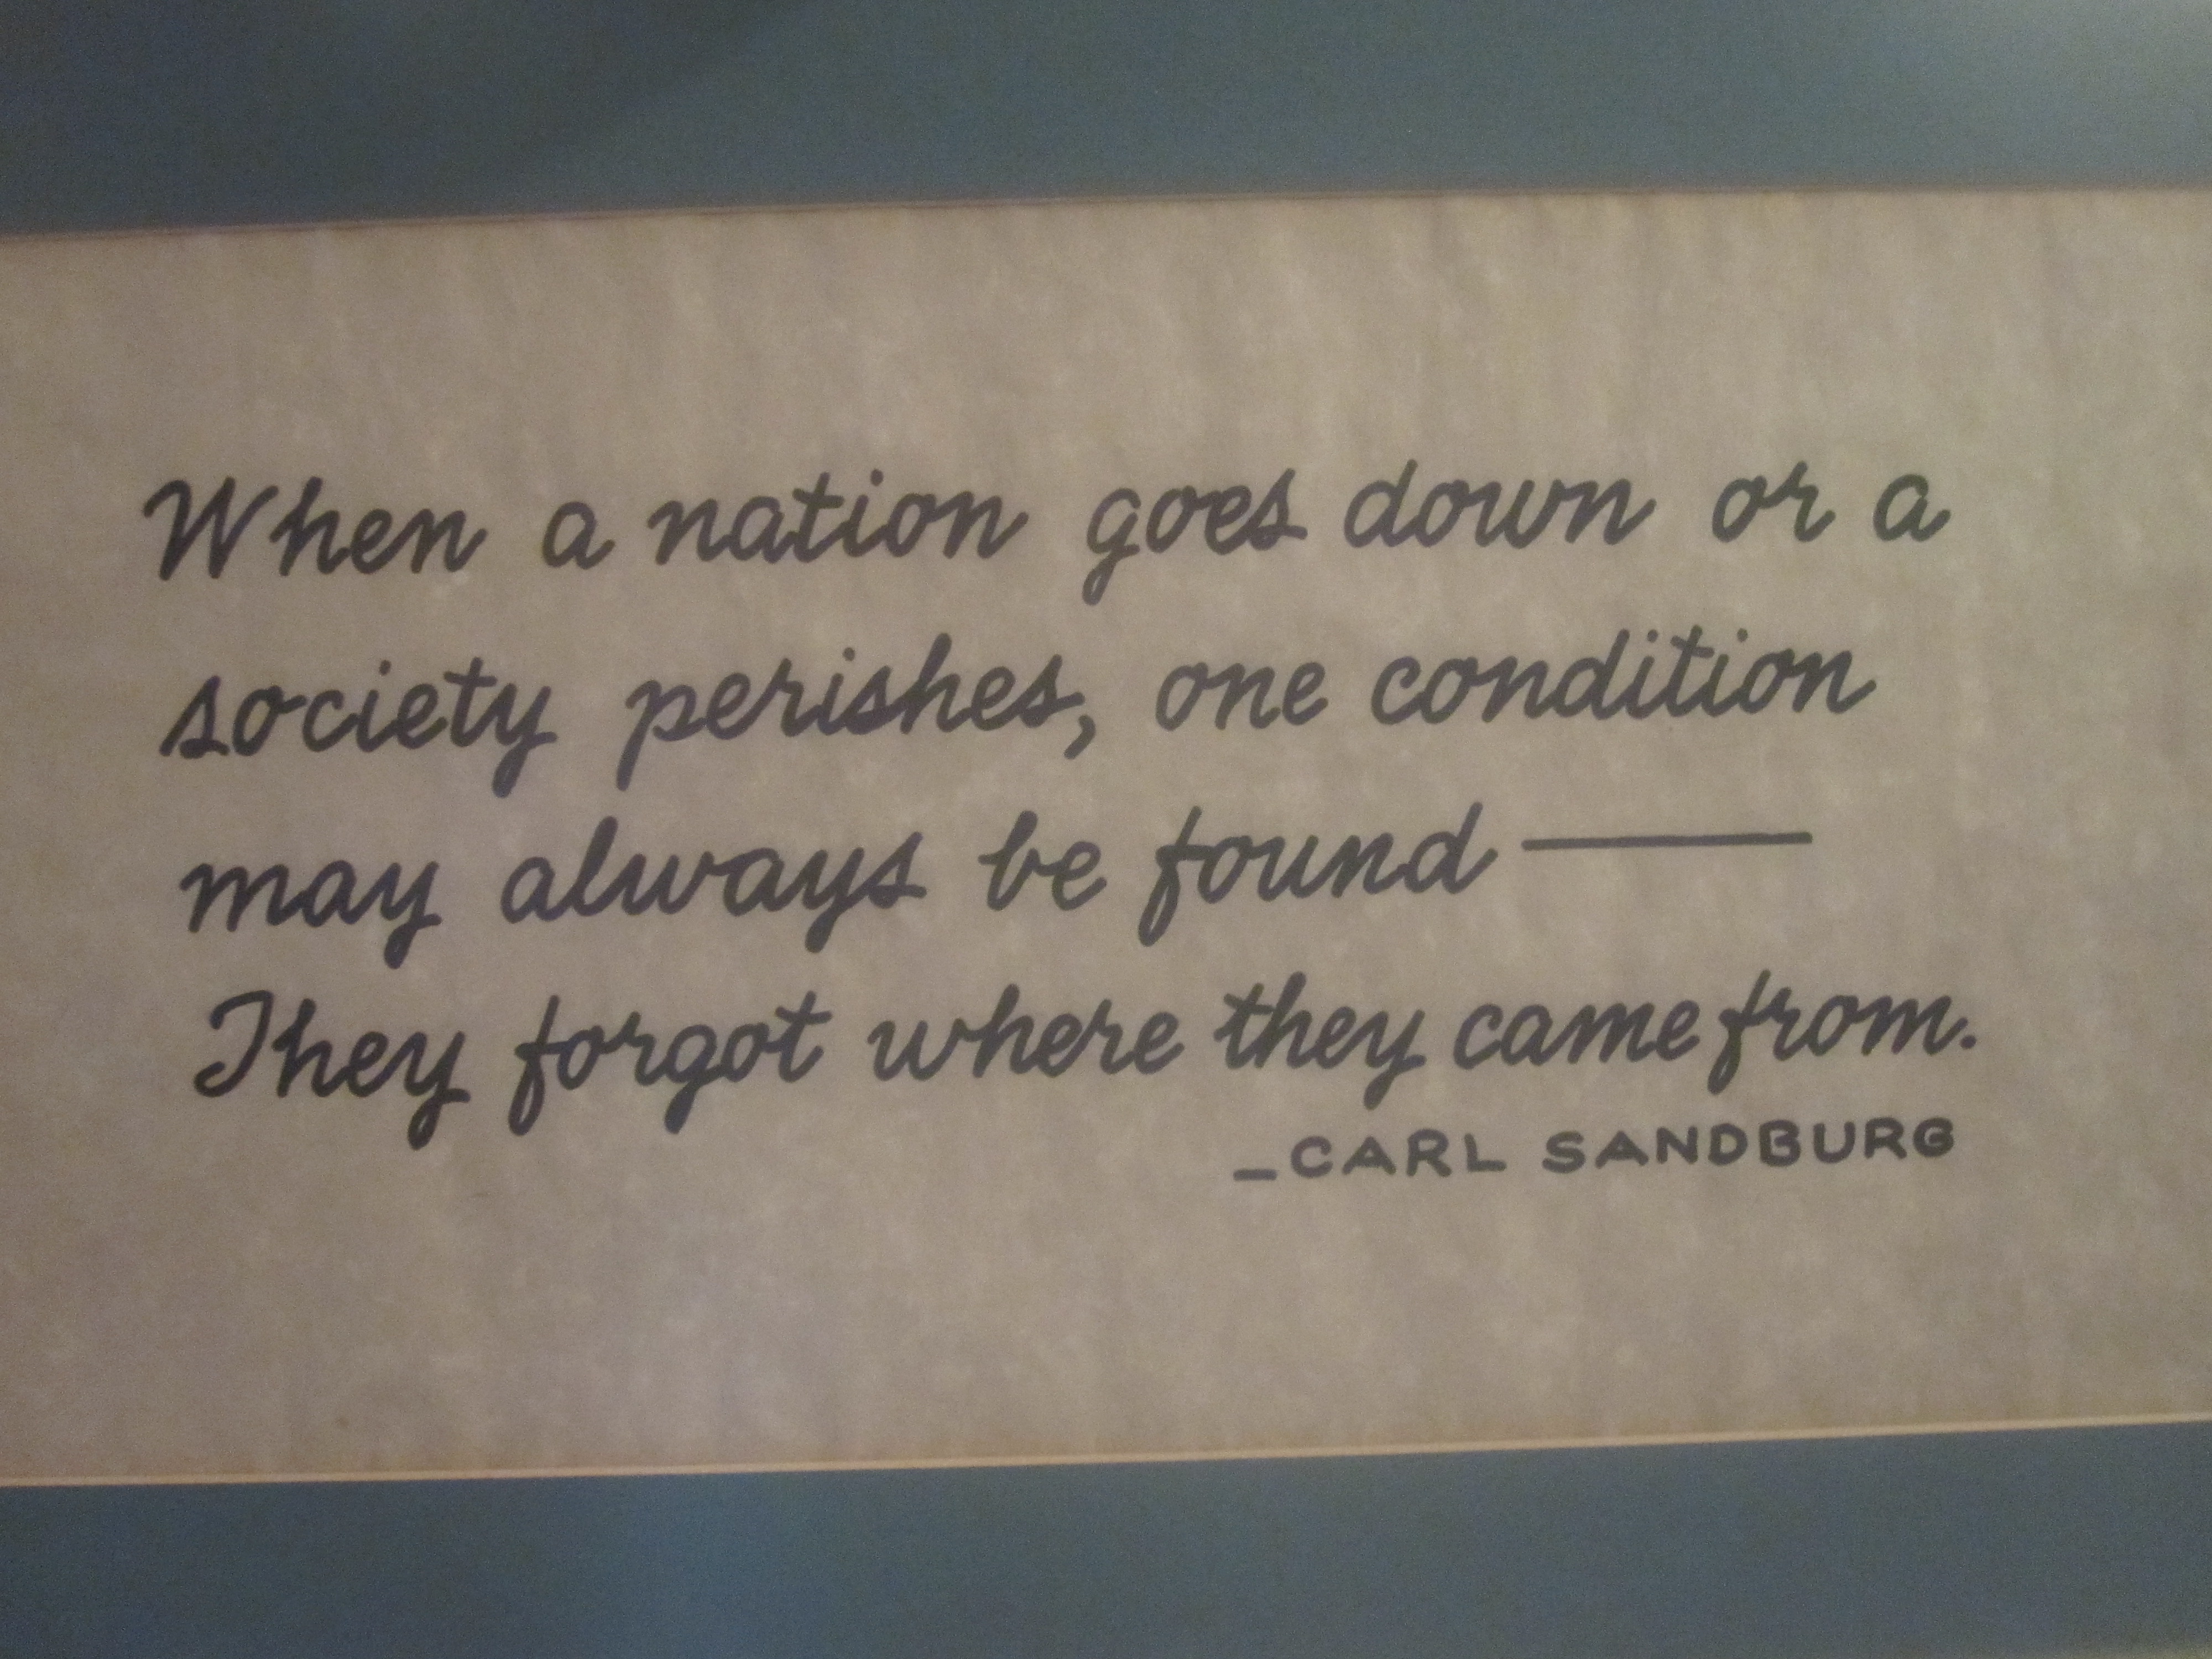 When a nation goes down or a
society perishes, one condition
may always be found ——
They forgot where they came from.
—CARL SANDBURG